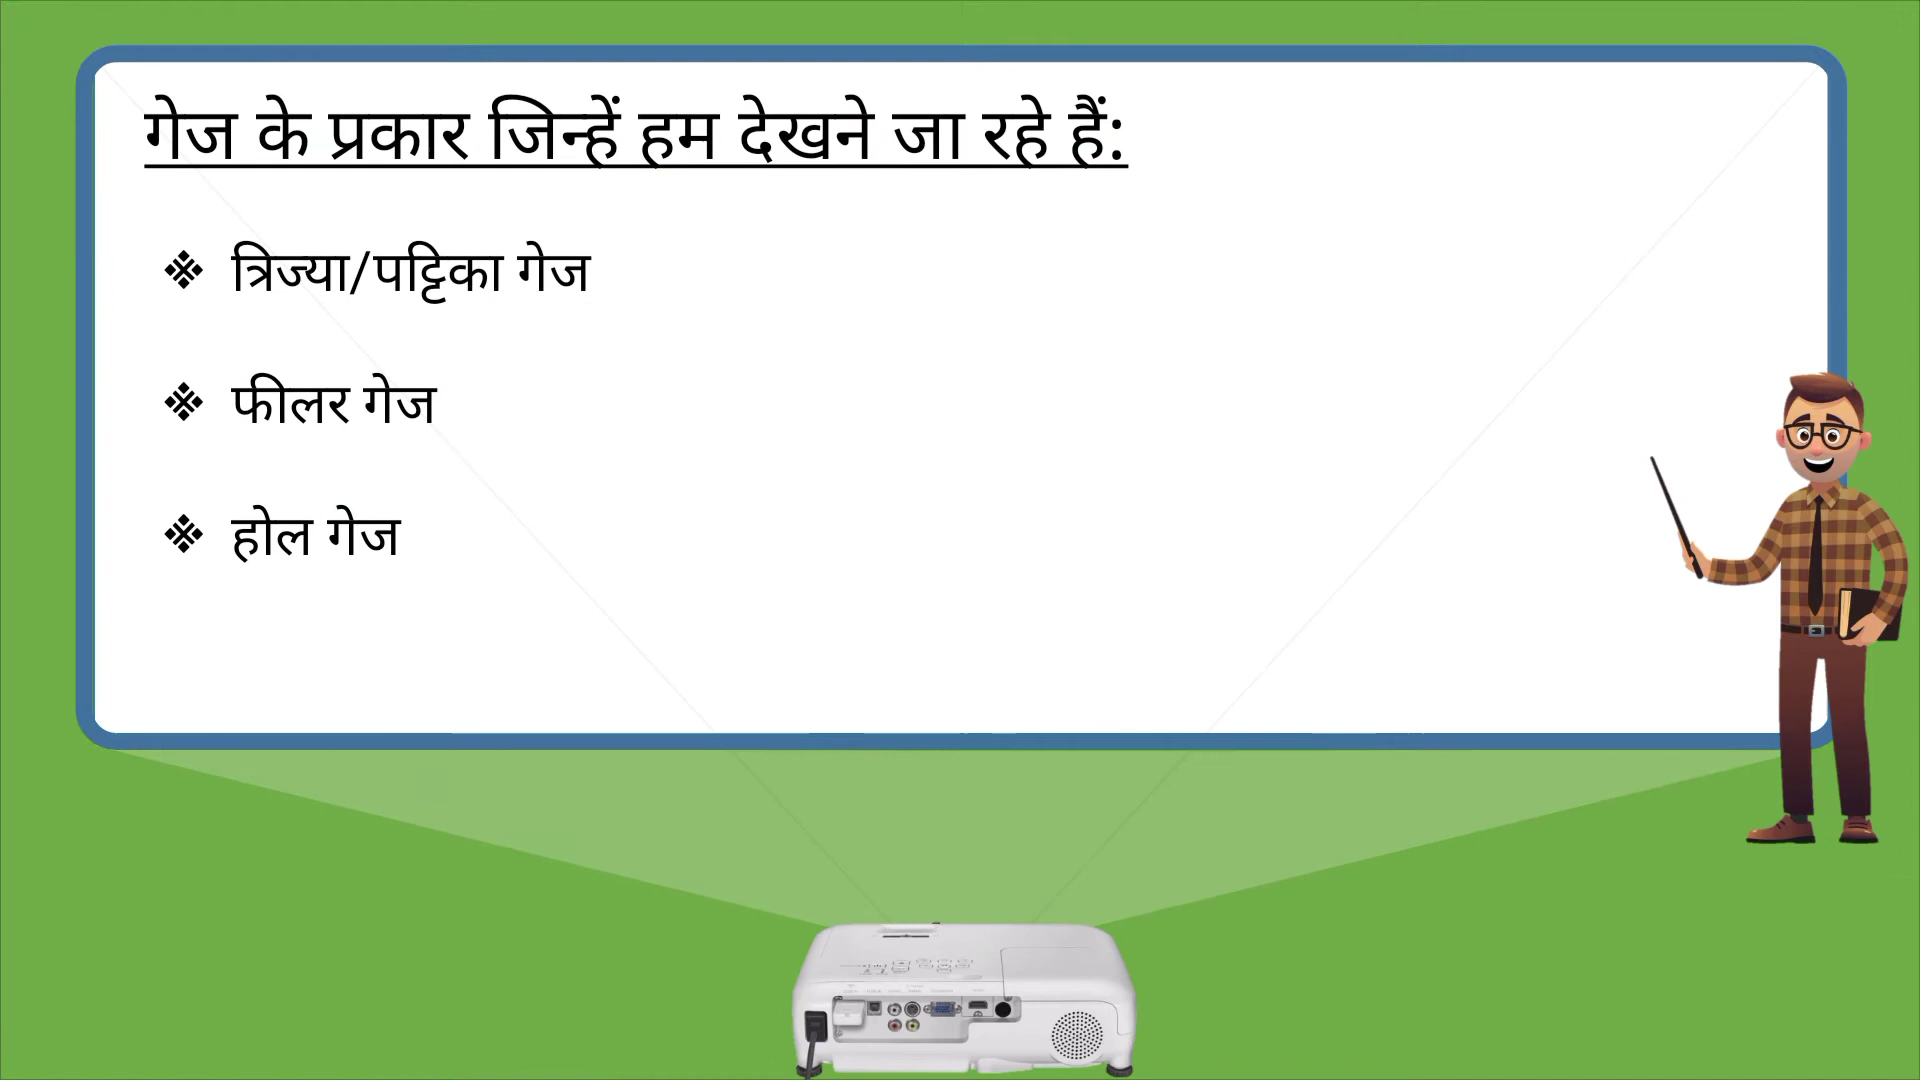 गेज के प्रकार जिन्हें हम देखने जा रहे हैं:
❖ त्रिज्या/पट्टिका गेज
❖ फीलर गेज
❖ होल गेज